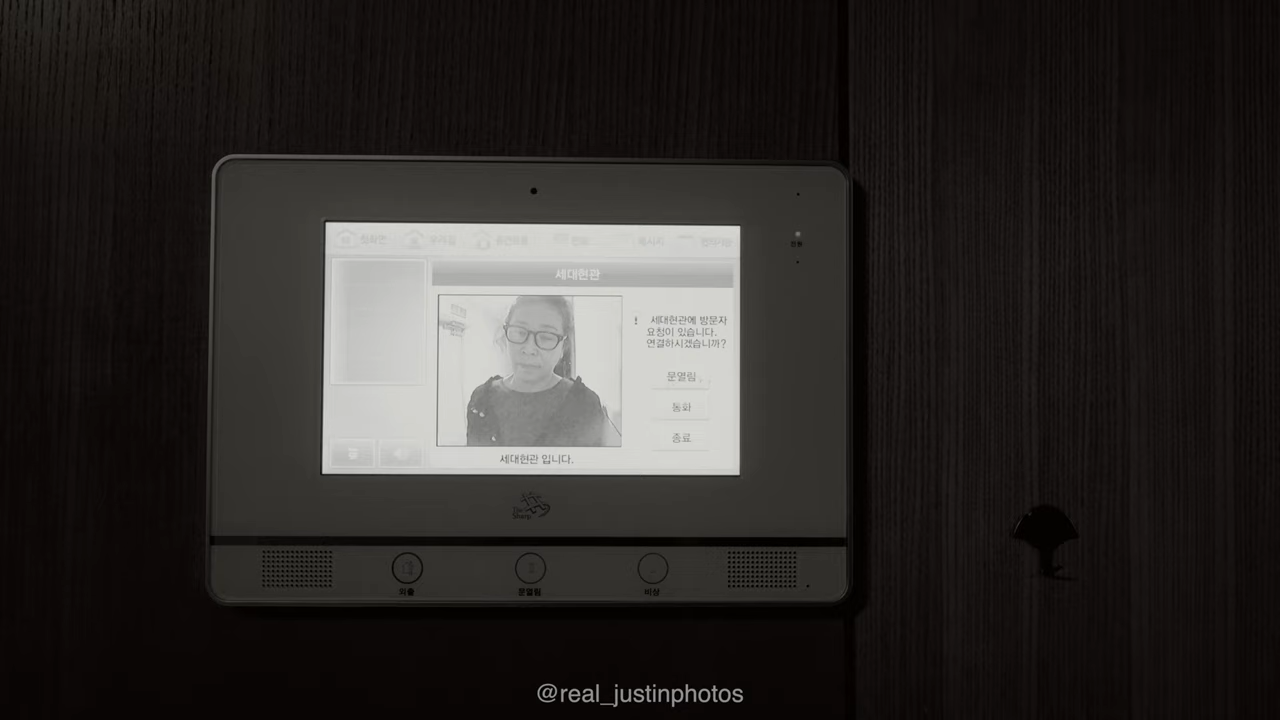 세대현관
! 세대현관에 방문자
요청이 있습니다.
연결하시겠습니까?
문열림
통화
종료
세대현관 입니다.
The
Sharp
외출
문열림
비상
@real_justinphotos